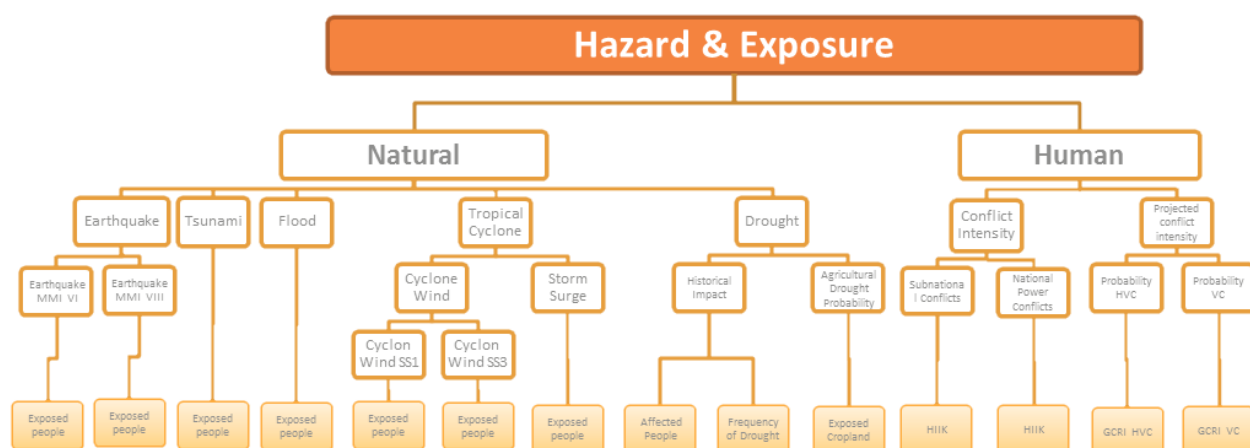 Hazard & Exposure
Natural
Human
Earthquake
Tsunami
Flood
Tropical
Cyclone
Drought
Conflict
Intensity
Projected
conflict
intensity
Earthquake
MMI VI
Earthquake
MMI VIII
Cyclone
Wind
Storm
Surge
Historical
Impact
Agricultural
Drought
Probability
Subnationa
l Conflicts
National
Power
Conflicts
Probability
HVC
Probability
VC
Cyclon
Wind SS1
Cyclon
Wind SS3
Exposed
people
Exposed
people
Exposed
people
Exposed
people
Exposed
people
Exposed
people
Exposed
people
Affected
People
Frequency
of Drought
Exposed
Cropland
HIIK
HIIK
GCRI HVC
GCRI VC